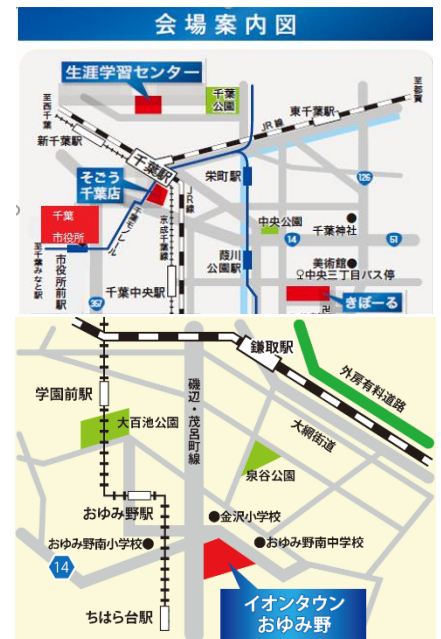 会場案内図
生涯学習センター
千葉
公園
至西千葉
新千葉駅
千葉駅
東千葉駅
至都賀
JR線
そごう
千葉店
栄町駅
126
千葉
市役所
千葉モノレール
京成千葉線
JR線
中央公園
千葉神社
14
51
至千葉みなと駅
市役所前駅
葭川
公園駅
美術館
中央三丁目バス停
千葉中央駅
357
きぼーる
鎌取駅
外房有料道路
学園前駅
磯辺・茂呂町線
大百池公園
大網街道
泉谷公園
おゆみ野駅
金沢小学校
おゆみ野南小学校
おゆみ野南中学校
14
イオンタウン
おゆみ野
ちはら台駅